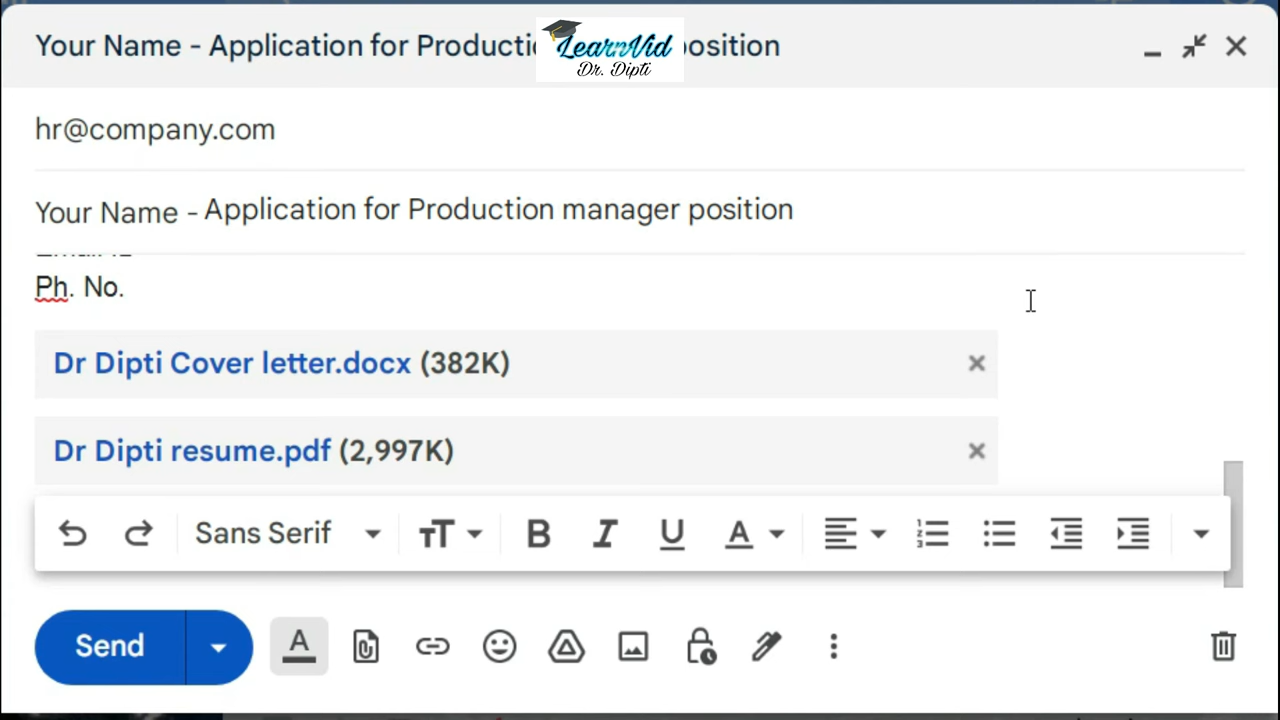 Your Name - Application for Producti position
LearnVid
Dr. Dipti
hr@company.com
Your Name - Application for Production manager position
Ph. No.
Dr Dipti Cover letter.docx (382K)
Dr Dipti resume.pdf (2,997K)
Sans Serif
Send